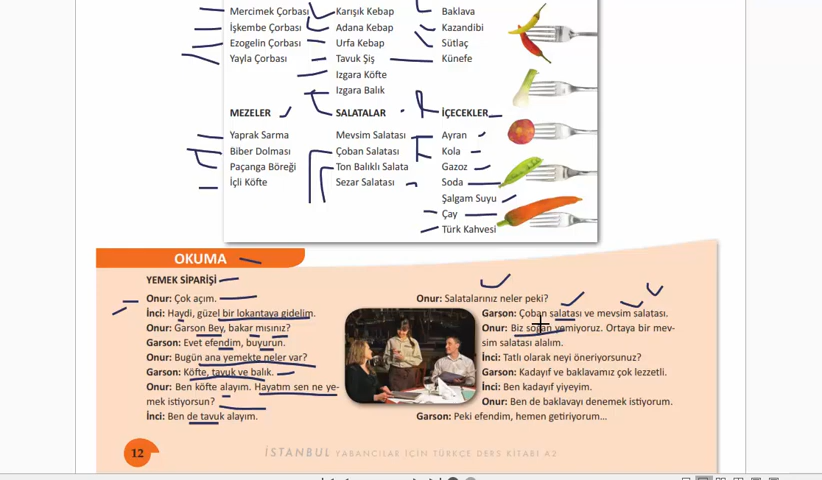 Mercimek Çorbası
İşkembe Çorbası
Ezogelin Çorbası
Yayla Çorbası
Karışık Kebap
Adana Kebap
Urfa Kebap
Tavuk Şiş
Izgara Köfte
Izgara Balık
Baklava
Kazandibi
Sütlaç
Künefe
MEZELER
Yaprak Sarma
Biber Dolması
Paçanga Böreği
İçli Köfte
SALATALAR
Mevsim Salatası
Çoban Salatası
Ton Balıklı Salata
Sezar Salatası
İÇECEKLER
Ayran
Kola
Gazoz
Soda
Şalgam Suyu
Çay
Türk Kahvesi
OKUMA
YEMEK SİPARİŞİ
Onur: Çok açım.
İnci: Haydi, güzel bir lokantaya gidelim.
Onur: Garson Bey, bakar mısınız?
Garson: Evet efendim, buyurun.
Onur: Bugün ana yemekte neler var?
Garson: Köfte, tavuk ve balık.
Onur: Ben köfte alayım. Hayatım sen ne ye-
mek istiyorsun?
İnci: Ben de tavuk alayım.
Onur: Salatalarınız neler peki?
Garson: Çoban salatası ve mevsim salatası.
Onur: Biz soğan yemiyoruz. Ortaya bir mev-
sim salatası alalım.
İnci: Tatlı olarak neyi öneriyorsunuz?
Garson: Kadayıf ve baklavamız çok lezzetli.
İnci: Ben kadayıf yiyeyim.
Onur: Ben de baklavayı denemek istiyorum.
Garson: Peki efendim, hemen getiriyorum...
12
İSTANBUL YABANCILAR İÇİN TÜRKÇE DERS KİTABI A2